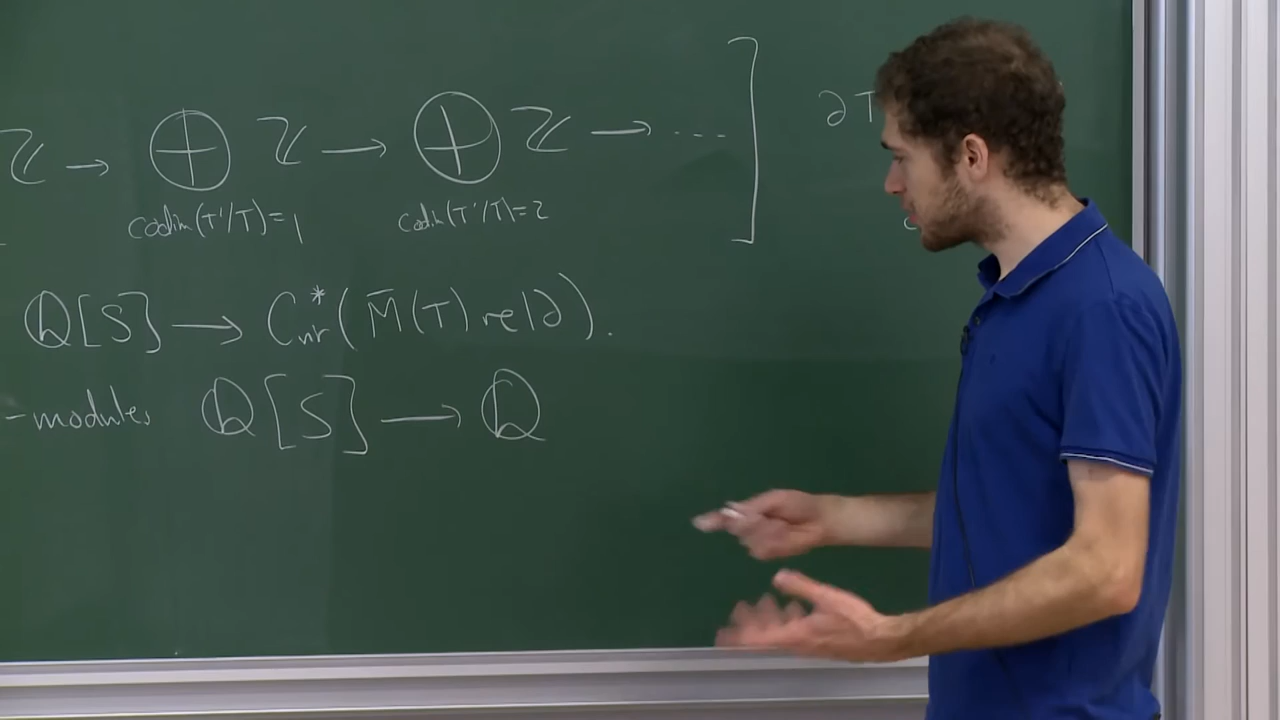 ℤ → ⊕ ℤ → ⊕ ℤ → ---- ] ∂T
codim(T'/T)=1 codim(T'/T)=2
ℚ[S] → C*vir(M̄(T) rel ∂).
-modules ℚ[S] → ℚ